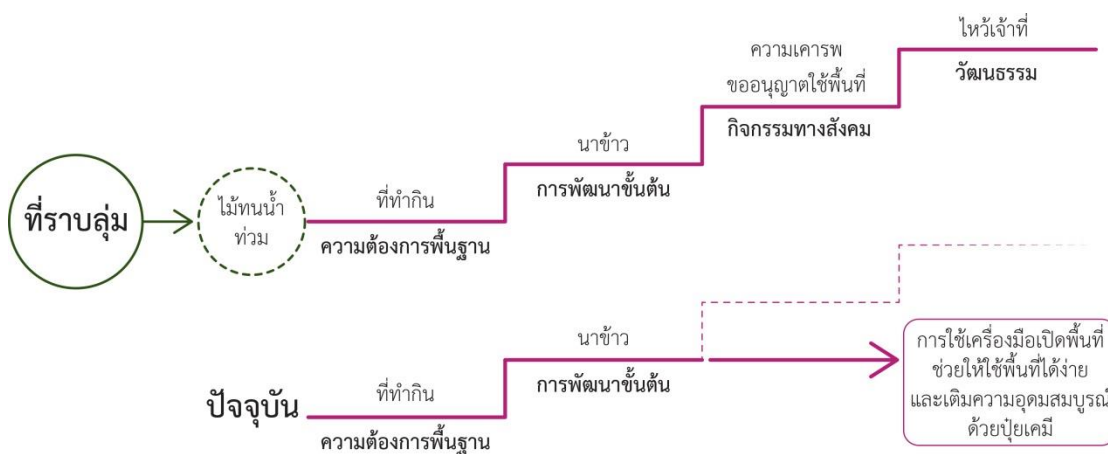 ที่ราบลุ่ม
ไม้ทนน้ำ
ท่วม
ที่ทำกิน
ความต้องการพื้นฐาน
นาข้าว
การพัฒนาขั้นต้น
ความเคารพ
ขออนุญาตใช้พื้นที่
กิจกรรมทางสังคม
ไหว้เจ้าที่
วัฒนธรรม
ปัจจุบัน
ที่ทำกิน
ความต้องการพื้นฐาน
นาข้าว
การพัฒนาขั้นต้น
การใช้เครื่องมือเปิดพื้นที่
ช่วยให้ใช้พื้นที่ได้ง่าย
และเติมความอุดมสมบูรณ์
ด้วยปุ๋ยเคมี